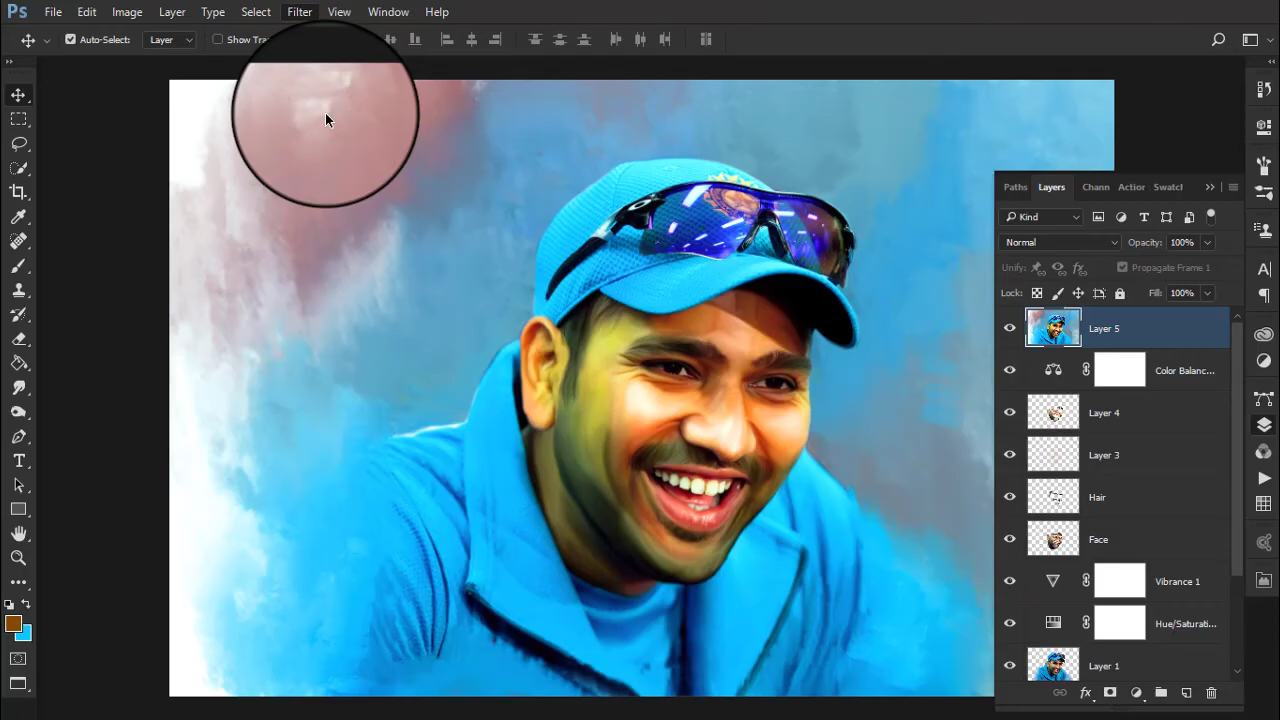 Ps File Edit Image Layer Type Select Filter View Window Help
Auto-Select: Layer Show Tra
Paths Layers Chann Actior Swatcl
Kind
Normal Opacity: 100%
Unify: Propagate Frame 1
Lock: Fill: 100%
Layer 5
Color Balanc...
Layer 4
Layer 3
Hair
Face
Vibrance 1
Hue/Saturati...
Layer 1